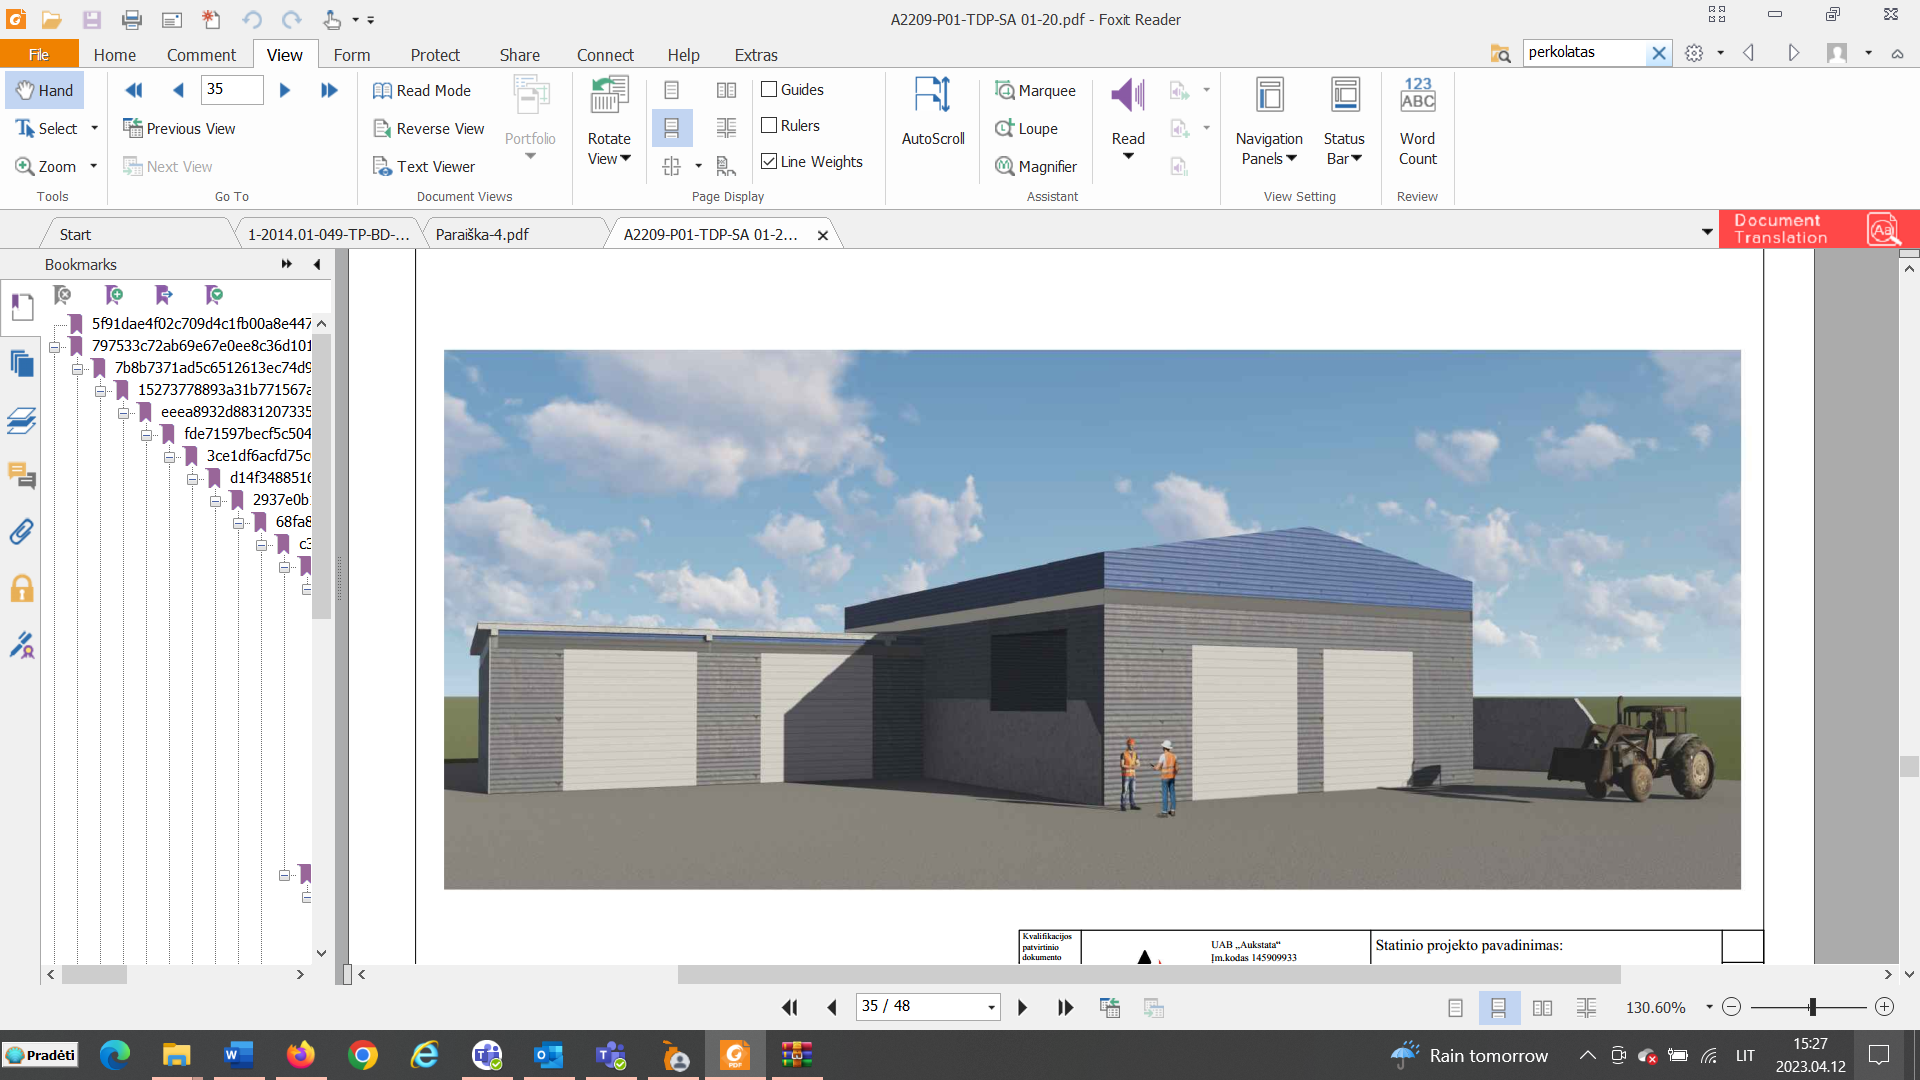 A2209-P01-TDP-SA 01-20.pdf - Foxit Reader
File
Home
Comment
View
Form
Protect
Share
Connect
Help
Extras
perkolatas
Hand
35
Select
Previous View
Zoom
Next View
Tools
Go To
Read Mode
Reverse View
Text Viewer
Portfolio
Document Views
Rotate
View
Guides
Rulers
Line Weights
Page Display
AutoScroll
Marquee
Loupe
Magnifier
Read
Assistant
Navigation
Panels
Status
Bar
View Setting
123
ABC
Word
Count
Review
Start
1-2014.01-049-TP-BD-...
Paraiška-4.pdf
A2209-P01-TDP-SA 01-2...
Document
Translation
Bookmarks
5f91dae4f02c709d4c1fb00a8e447
797533c72ab69e67e0ee8c36d101
7b8b7371ad5c6512613ec74d9
15273778893a31b771567a
eeea8932d8831207335
fde71597becf5c504
3ce1df6acfd75c
d14f3488516
2937e0b
68fa8
c3
Kvalifikacijos
patvirtinio
dokumento
UAB „Aukstata“
Įm.kodas 145909933
Statinio projekto pavadinimas:
35 / 48
130.60%
Pradėti
Rain tomorrow
LIT
15:27
2023.04.12